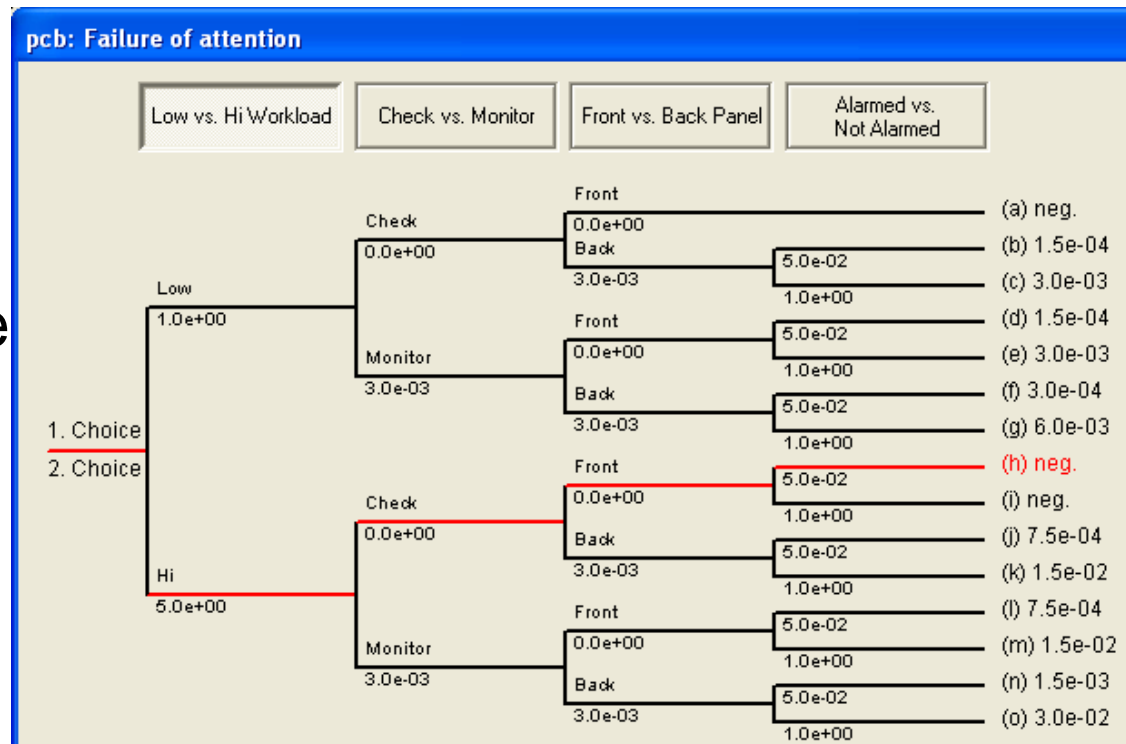 pcb: Failure of attention
Low vs. Hi Workload
Check vs. Monitor
Front vs. Back Panel
Alarmed vs.
Not Alarmed
Front
(a) neg.
Check
0.0e+00
0.0e+00
Back
(b) 1.5e-04
5.0e-02
3.0e-03
(c) 3.0e-03
Low
1.0e+00
1.0e+00
e
Front
(d) 1.5e-04
5.0e-02
Monitor
0.0e+00
(e) 3.0e-03
1.0e+00
3.0e-03
Back
(f) 3.0e-04
5.0e-02
3.0e-03
(g) 6.0e-03
1.0e+00
1. Choice
2. Choice
Front
(h) neg.
5.0e-02
Check
0.0e+00
(i) neg.
1.0e+00
0.0e+00
Back
(j) 7.5e-04
5.0e-02
3.0e-03
(k) 1.5e-02
Hi
1.0e+00
5.0e+00
Front
(l) 7.5e-04
5.0e-02
Monitor
0.0e+00
(m) 1.5e-02
1.0e+00
3.0e-03
Back
(n) 1.5e-03
5.0e-02
3.0e-03
(o) 3.0e-02
1.0e+00